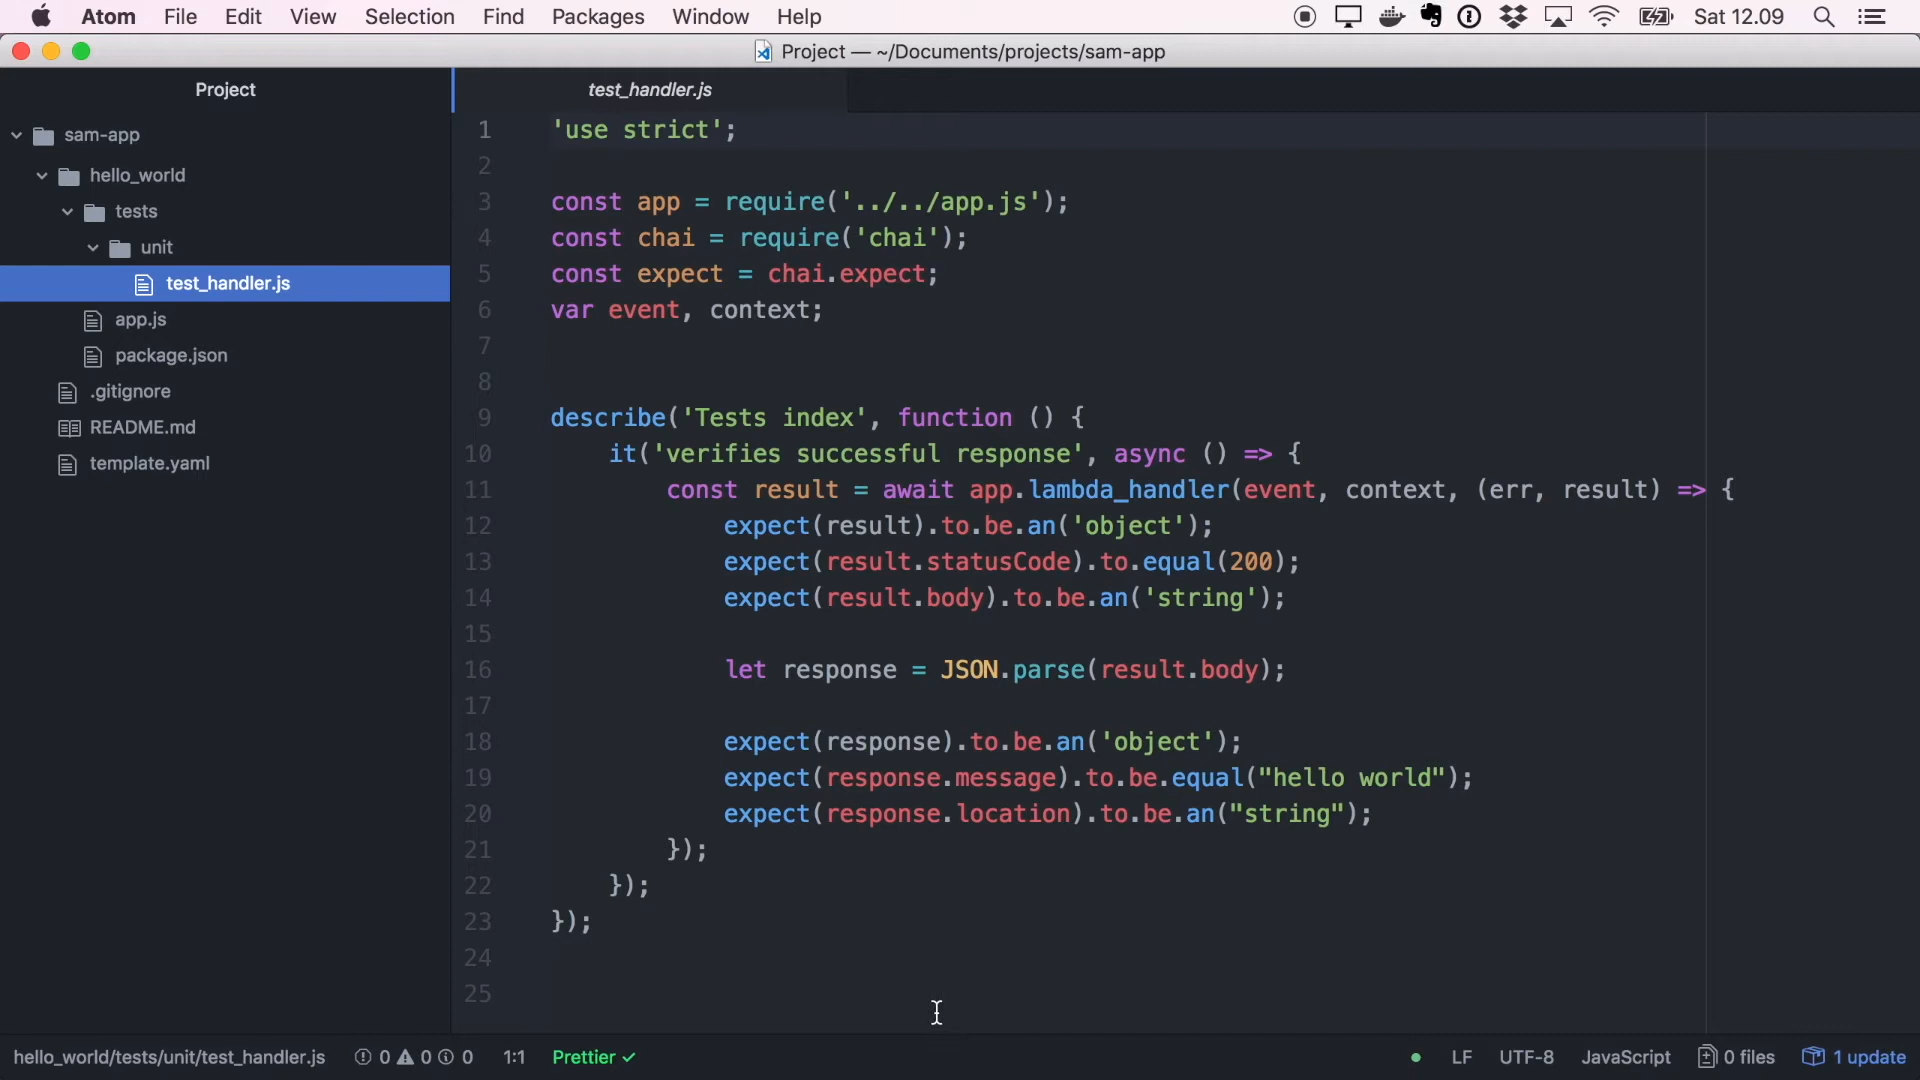 Atom File Edit View Selection Find Packages Window Help Sat 12.09
Project — ~/Documents/projects/sam-app
Project
sam-app
hello_world
tests
unit
test_handler.js
app.js
package.json
.gitignore
README.md
template.yaml
test_handler.js
1 'use strict';
2
3 const app = require('../../app.js');
4 const chai = require('chai');
5 const expect = chai.expect;
6 var event, context;
7
8
9 describe('Tests index', function () {
10 it('verifies successful response', async () => {
11 const result = await app.lambda_handler(event, context, (err, result) => {
12 expect(result).to.be.an('object');
13 expect(result.statusCode).to.equal(200);
14 expect(result.body).to.be.an('string');
15
16 let response = JSON.parse(result.body);
17
18 expect(response).to.be.an('object');
19 expect(response.message).to.be.equal("hello world");
20 expect(response.location).to.be.an("string");
21 });
22 });
23 });
24
25
hello_world/tests/unit/test_handler.js 0 0 0 1:1 Prettier ✓ LF UTF-8 JavaScript 0 files 1 update